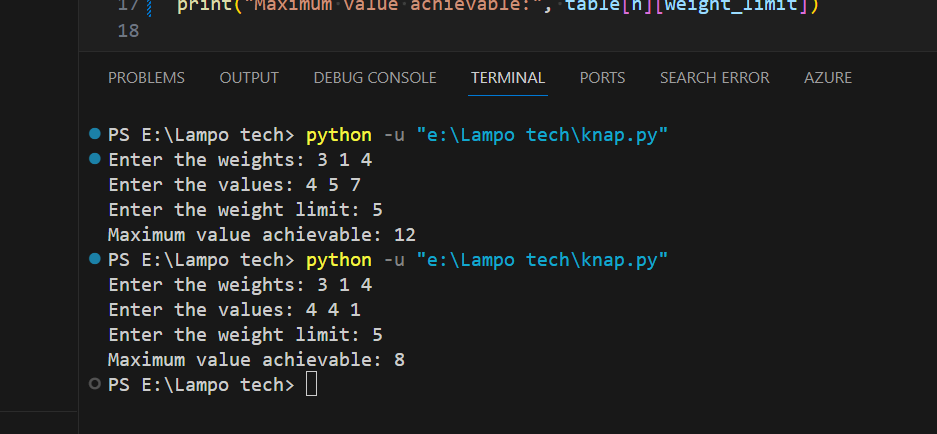 17 print("Maximum value achievable:", table[n][weight_limit])
18
PROBLEMS OUTPUT DEBUG CONSOLE TERMINAL PORTS SEARCH ERROR AZURE
PS E:\Lampo tech> python -u "e:\Lampo tech\knap.py"
Enter the weights: 3 1 4
Enter the values: 4 5 7
Enter the weight limit: 5
Maximum value achievable: 12
PS E:\Lampo tech> python -u "e:\Lampo tech\knap.py"
Enter the weights: 3 1 4
Enter the values: 4 4 1
Enter the weight limit: 5
Maximum value achievable: 8
PS E:\Lampo tech>